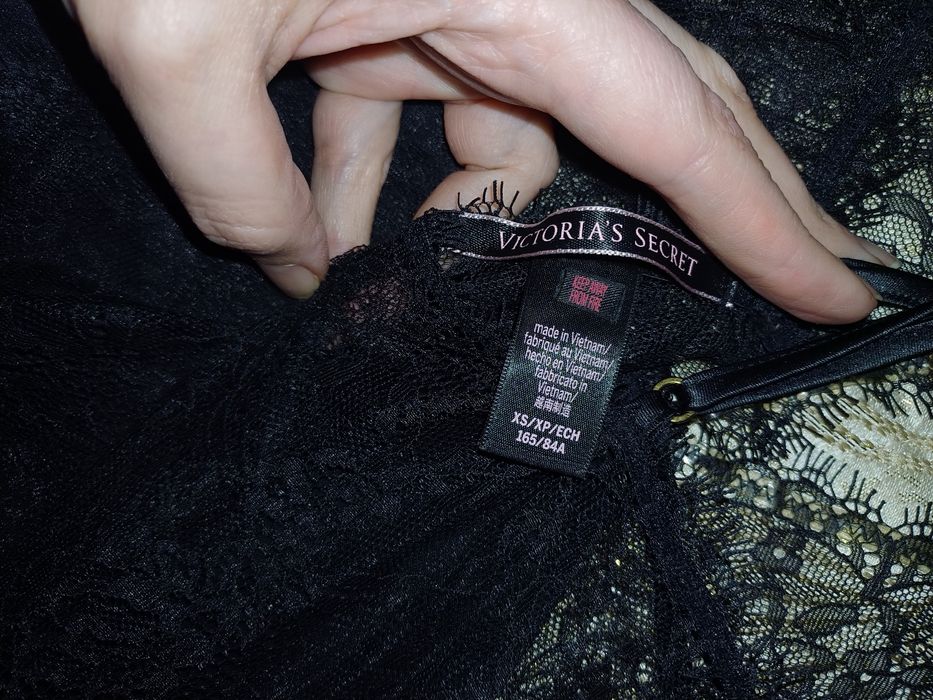 VICTORIA'S SECRET
KEEP AWAY
FROM FIRE
made in Vietnam/
fabriqué au Vietnam/
hecho en Vietnam/
fabbricato in
Vietnam/
越南制造
XS/XP/ECH
165/84A